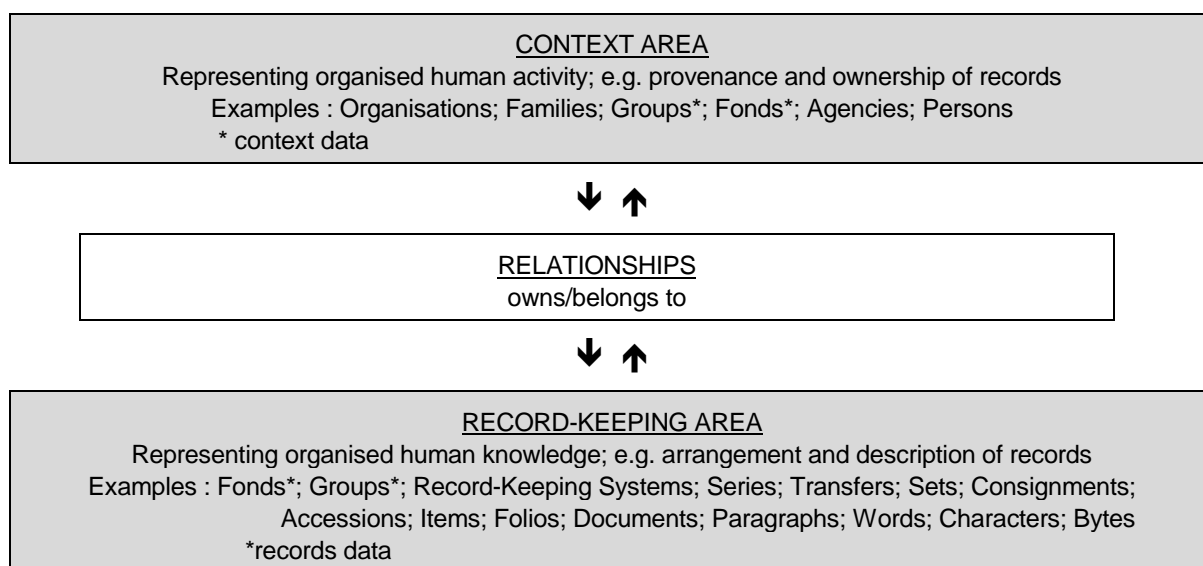 CONTEXT AREA
Representing organised human activity; e.g. provenance and ownership of records
Examples : Organisations; Families; Groups*; Fonds*; Agencies; Persons
* context data
RELATIONSHIPS
owns/belongs to
RECORD-KEEPING AREA
Representing organised human knowledge; e.g. arrangement and description of records
Examples : Fonds*; Groups*; Record-Keeping Systems; Series; Transfers; Sets; Consignments;
Accessions; Items; Folios; Documents; Paragraphs; Words; Characters; Bytes
*records data